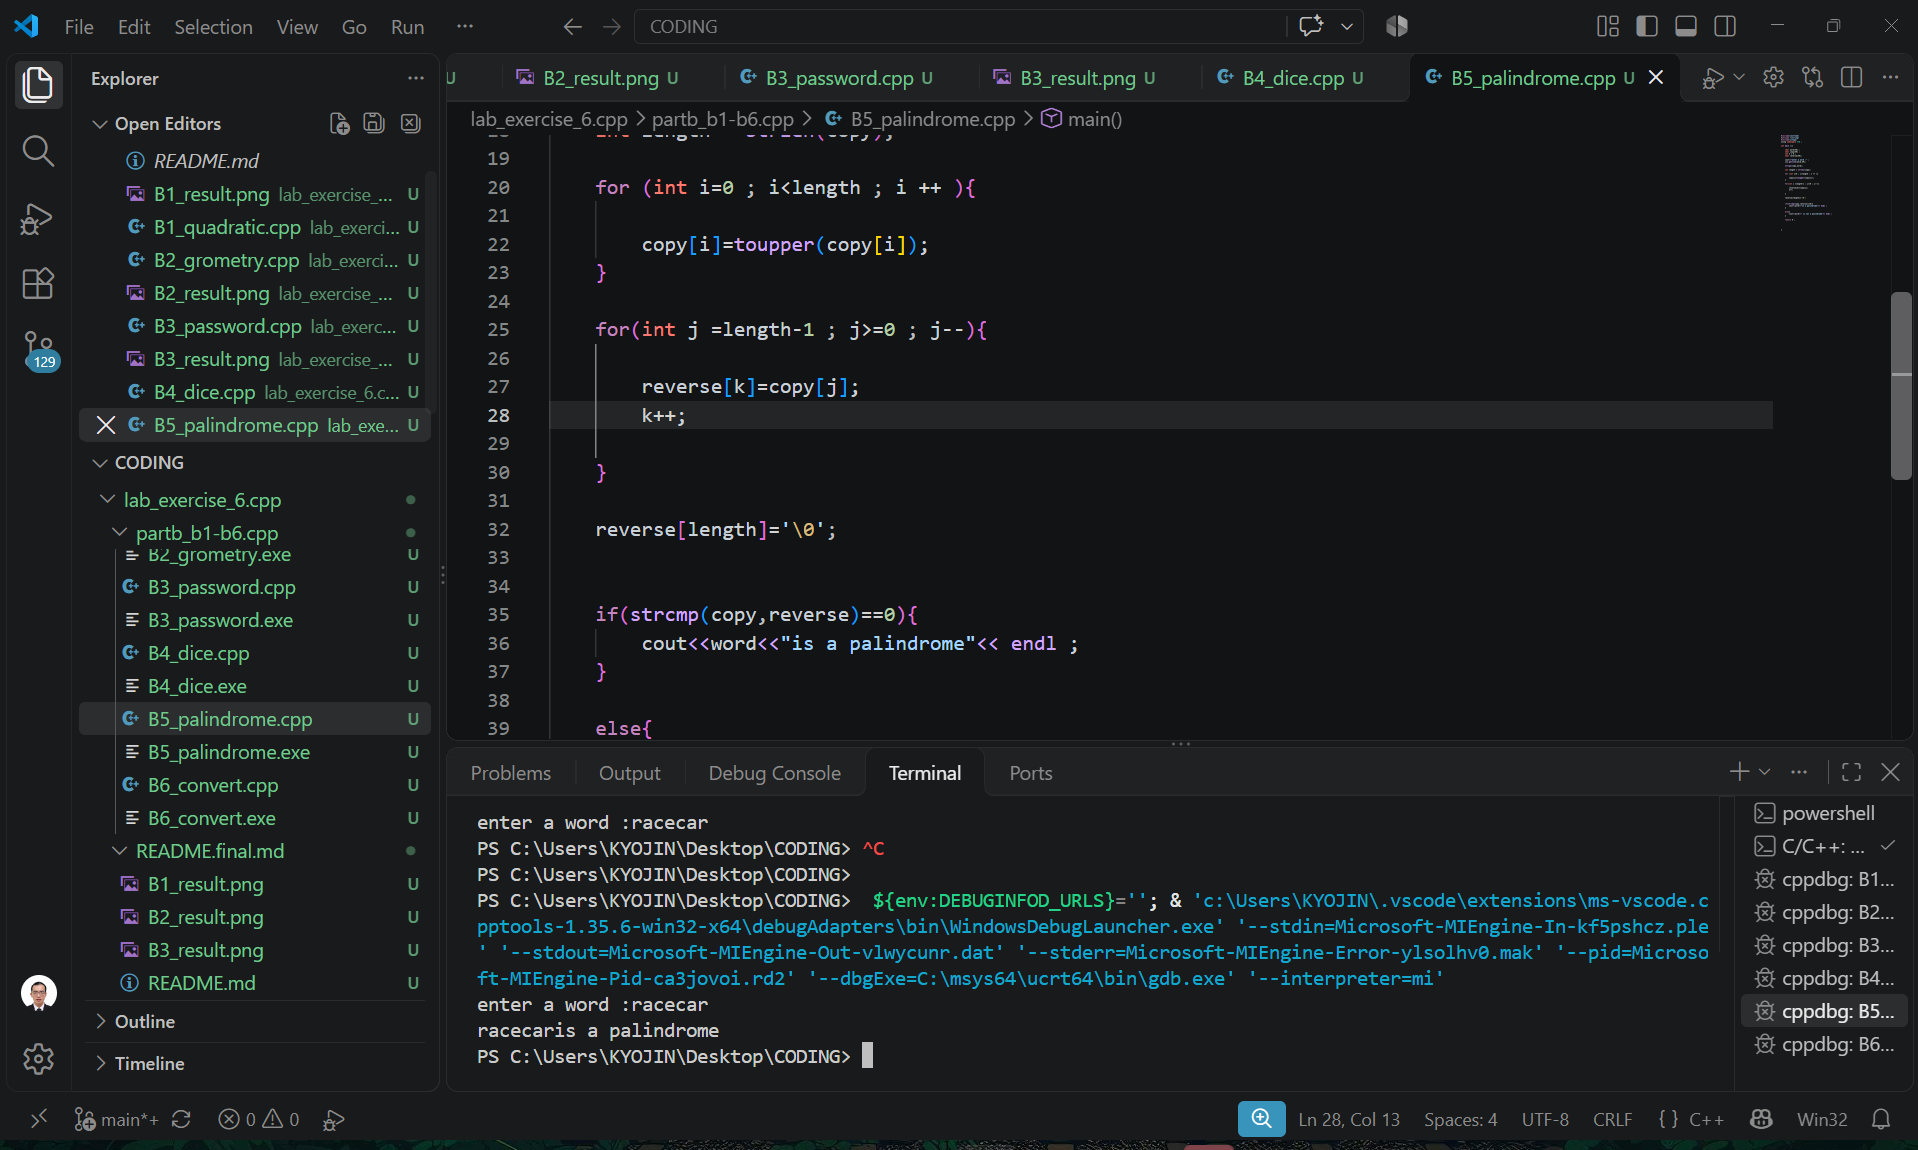 File Edit Selection View Go Run ··· CODING
Explorer ···
Open Editors
README.md
B1_result.png lab_exercise_... U
B1_quadratic.cpp lab_exerci... U
B2_grometry.cpp lab_exerci... U
B2_result.png lab_exercise_... U
B3_password.cpp lab_exerc... U
B3_result.png lab_exercise_... U
B4_dice.cpp lab_exercise_6.c... U
B5_palindrome.cpp lab_exe... U
CODING
lab_exercise_6.cpp
partb_b1-b6.cpp
B2_grometry.exe U
B3_password.cpp U
B3_password.exe U
B4_dice.cpp U
B4_dice.exe U
B5_palindrome.cpp U
B5_palindrome.exe U
B6_convert.cpp U
B6_convert.exe U
README.final.md
B1_result.png U
B2_result.png U
B3_result.png U
README.md U
Outline
Timeline
129
U B2_result.png U B3_password.cpp U B3_result.png U B4_dice.cpp U B5_palindrome.cpp U
lab_exercise_6.cpp > partb_b1-b6.cpp > B5_palindrome.cpp > main()
19
20 for (int i=0 ; i<length ; i ++ ){
21
22 copy[i]=toupper(copy[i]);
23 }
24
25 for(int j =length-1 ; j>=0 ; j--){
26
27 reverse[k]=copy[j];
28 k++;
29
30 }
31
32 reverse[length]='\0';
33
34
35 if(strcmp(copy,reverse)==0){
36 cout<<word<<"is a palindrome"<< endl ;
37 }
38
39 else{
Problems Output Debug Console Terminal Ports
enter a word :racecar
PS C:\Users\KYOJIN\Desktop\CODING> ^C
PS C:\Users\KYOJIN\Desktop\CODING>
PS C:\Users\KYOJIN\Desktop\CODING> ${env:DEBUGINFOD_URLS}=''; & 'c:\Users\KYOJIN\.vscode\extensions\ms-vscode.c
pptools-1.35.6-win32-x64\debugAdapters\bin\WindowsDebugLauncher.exe' '--stdin=Microsoft-MIEngine-In-kf5pshcz.ple
' '--stdout=Microsoft-MIEngine-Out-vlwycunr.dat' '--stderr=Microsoft-MIEngine-Error-ylsolhv0.mak' '--pid=Microso
ft-MIEngine-Pid-ca3jovoi.rd2' '--dbgExe=C:\msys64\ucrt64\bin\gdb.exe' '--interpreter=mi'
enter a word :racecar
racecaris a palindrome
PS C:\Users\KYOJIN\Desktop\CODING>
powershell
C/C++: ...
cppdbg: B1...
cppdbg: B2...
cppdbg: B3...
cppdbg: B4...
cppdbg: B5...
cppdbg: B6...
main*+ 0 0 Ln 28, Col 13 Spaces: 4 UTF-8 CRLF { } C++ Win32